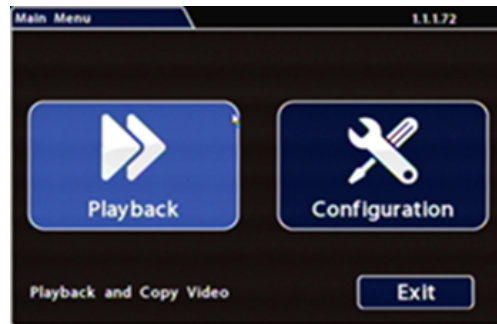 Main Menu 1.1.1.72
Playback Configuration
Playback and Copy Video Exit